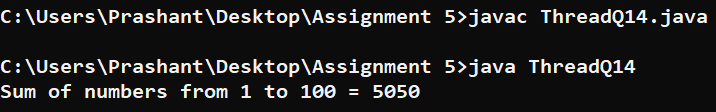 C:\Users\Prashant\Desktop\Assignment 5>javac ThreadQ14.java
C:\Users\Prashant\Desktop\Assignment 5>java ThreadQ14
Sum of numbers from 1 to 100 = 5050